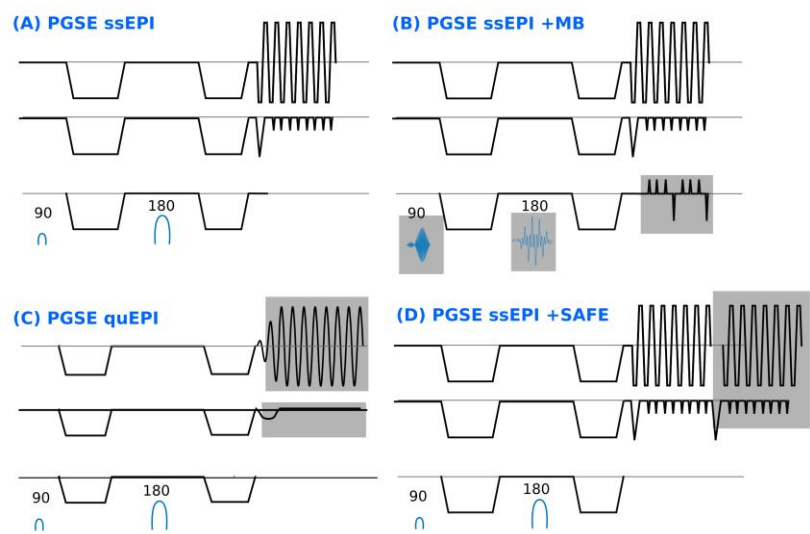 (A) PGSE ssEPI
90
180
(B) PGSE ssEPI +MB
90
180
(C) PGSE quEPI
90
180
(D) PGSE ssEPI +SAFE
90
180